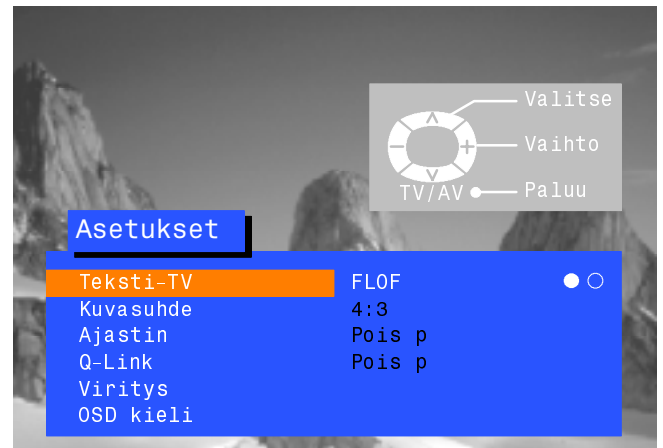 Valitse
Vaihto
TV/AV Paluu
Asetukset
Teksti-TV FLOF
Kuvasuhde 4:3
Ajastin Pois p
Q-Link Pois p
Viritys
OSD kieli